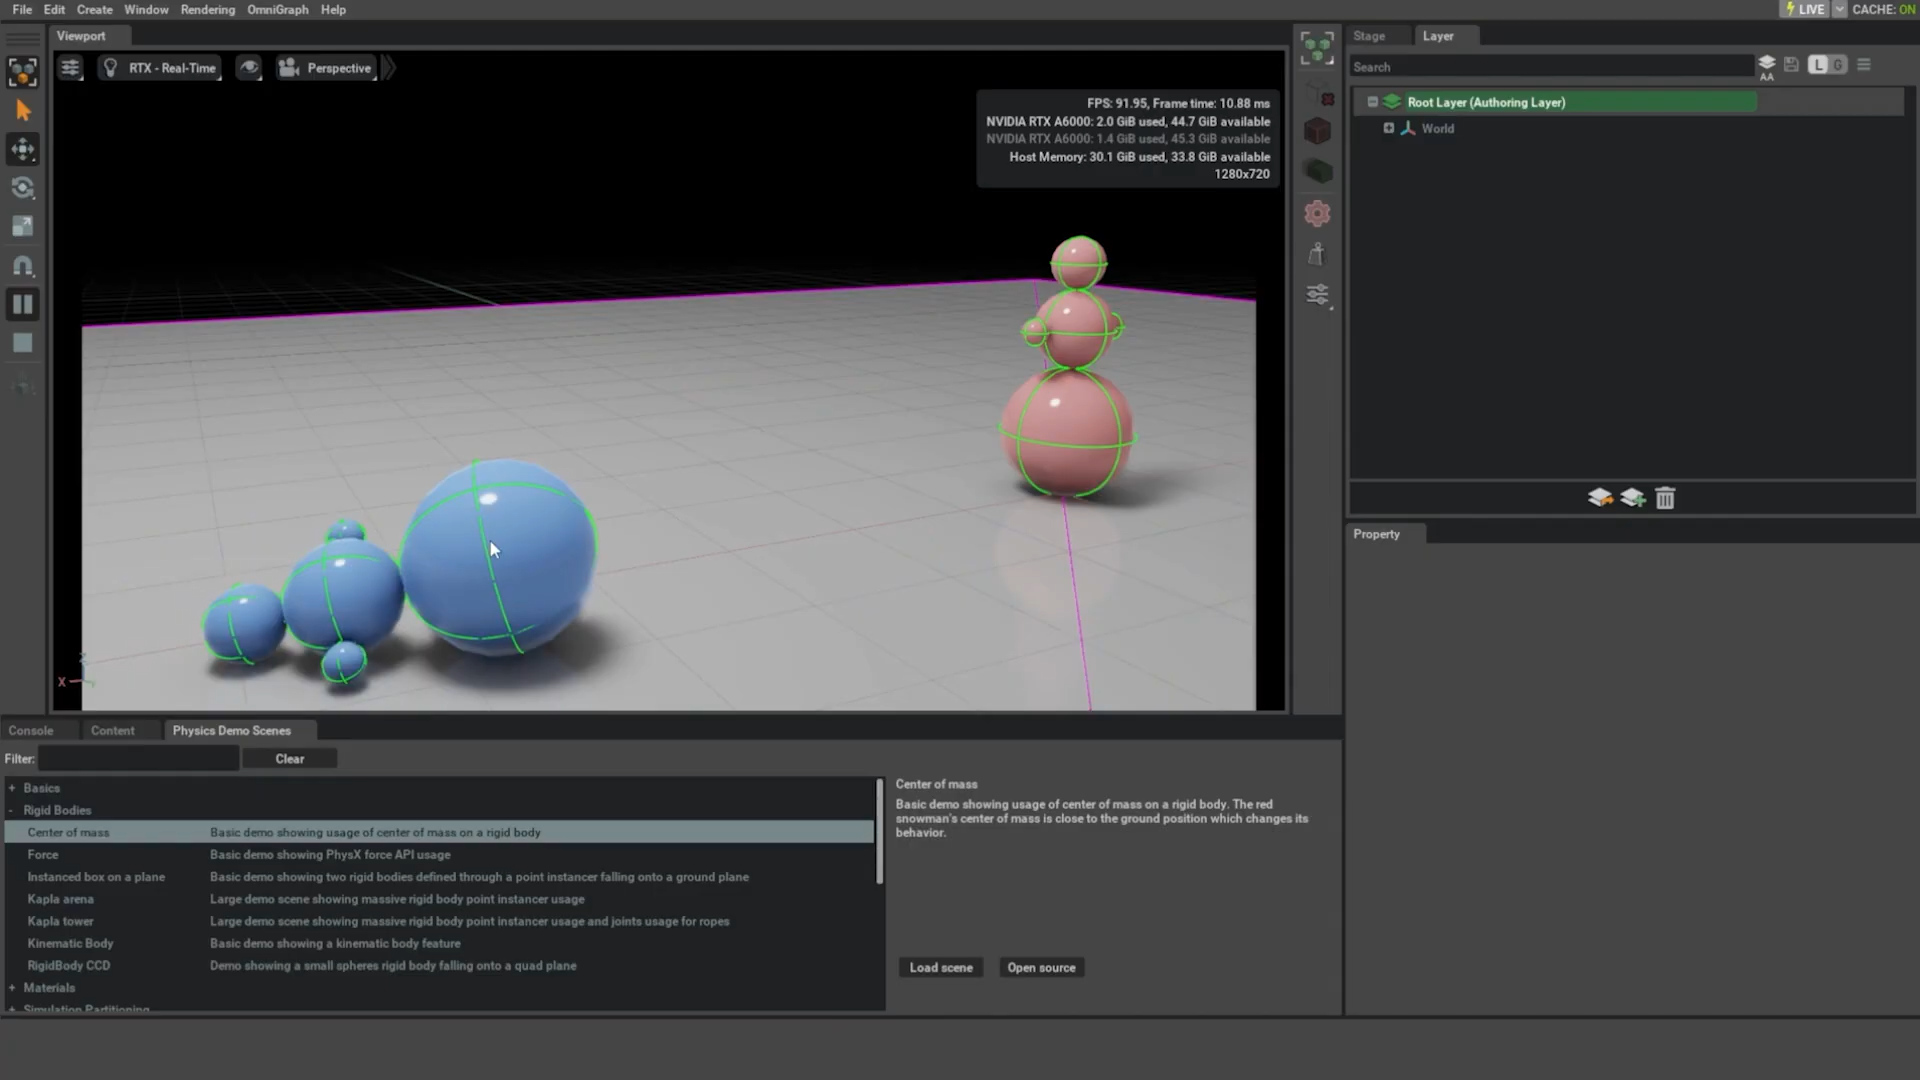 File Edit Create Window Rendering OmniGraph Help
LIVE CACHE: ON
Viewport
RTX - Real-Time Perspective
FPS: 91.95, Frame time: 10.88 ms
NVIDIA RTX A6000: 2.0 GiB used, 44.7 GiB available
NVIDIA RTX A6000: 1.4 GiB used, 45.3 GiB available
Host Memory: 30.1 GiB used, 33.8 GiB available
1280x720
Z
X
Y
Stage Layer
Search
AA
L G
Root Layer (Authoring Layer)
World
Property
Console Content Physics Demo Scenes
Filter: Clear
+ Basics
- Rigid Bodies
Center of mass Basic demo showing usage of center of mass on a rigid body
Force Basic demo showing PhysX force API usage
Instanced box on a plane Basic demo showing two rigid bodies defined through a point instancer falling onto a ground plane
Kapla arena Large demo scene showing massive rigid body point instancer usage
Kapla tower Large demo scene showing massive rigid body point instancer usage and joints usage for ropes
Kinematic Body Basic demo showing a kinematic body feature
RigidBody CCD Demo showing a small spheres rigid body falling onto a quad plane
+ Materials
+ Simulation Partitioning
Center of mass
Basic demo showing usage of center of mass on a rigid body. The red
snowman's center of mass is close to the ground position which changes its
behavior.
Load scene Open source